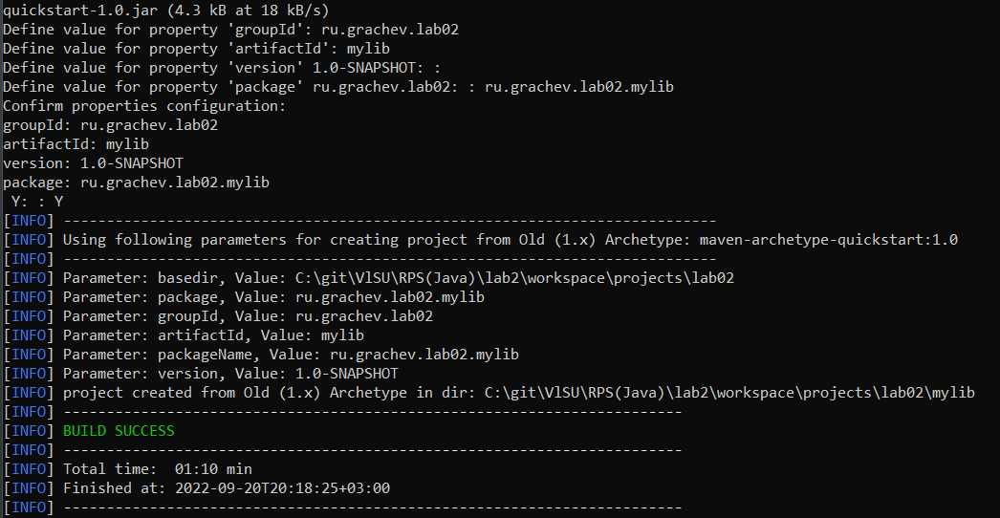 quickstart-1.0.jar (4.3 kB at 18 kB/s)
Define value for property 'groupId': ru.grachev.lab02
Define value for property 'artifactId': mylib
Define value for property 'version' 1.0-SNAPSHOT: :
Define value for property 'package' ru.grachev.lab02: : ru.grachev.lab02.mylib
Confirm properties configuration:
groupId: ru.grachev.lab02
artifactId: mylib
version: 1.0-SNAPSHOT
package: ru.grachev.lab02.mylib
 Y: : Y
[INFO] ----------------------------------------------------------------------------
[INFO] Using following parameters for creating project from Old (1.x) Archetype: maven-archetype-quickstart:1.0
[INFO] ----------------------------------------------------------------------------
[INFO] Parameter: basedir, Value: C:\git\VlSU\RPS(Java)\lab2\workspace\projects\lab02
[INFO] Parameter: package, Value: ru.grachev.lab02.mylib
[INFO] Parameter: groupId, Value: ru.grachev.lab02
[INFO] Parameter: artifactId, Value: mylib
[INFO] Parameter: packageName, Value: ru.grachev.lab02.mylib
[INFO] Parameter: version, Value: 1.0-SNAPSHOT
[INFO] project created from Old (1.x) Archetype in dir: C:\git\VlSU\RPS(Java)\lab2\workspace\projects\lab02\mylib
[INFO] ------------------------------------------------------------------------
[INFO] BUILD SUCCESS
[INFO] ------------------------------------------------------------------------
[INFO] Total time:  01:10 min
[INFO] Finished at: 2022-09-20T20:18:25+03:00
[INFO] ------------------------------------------------------------------------